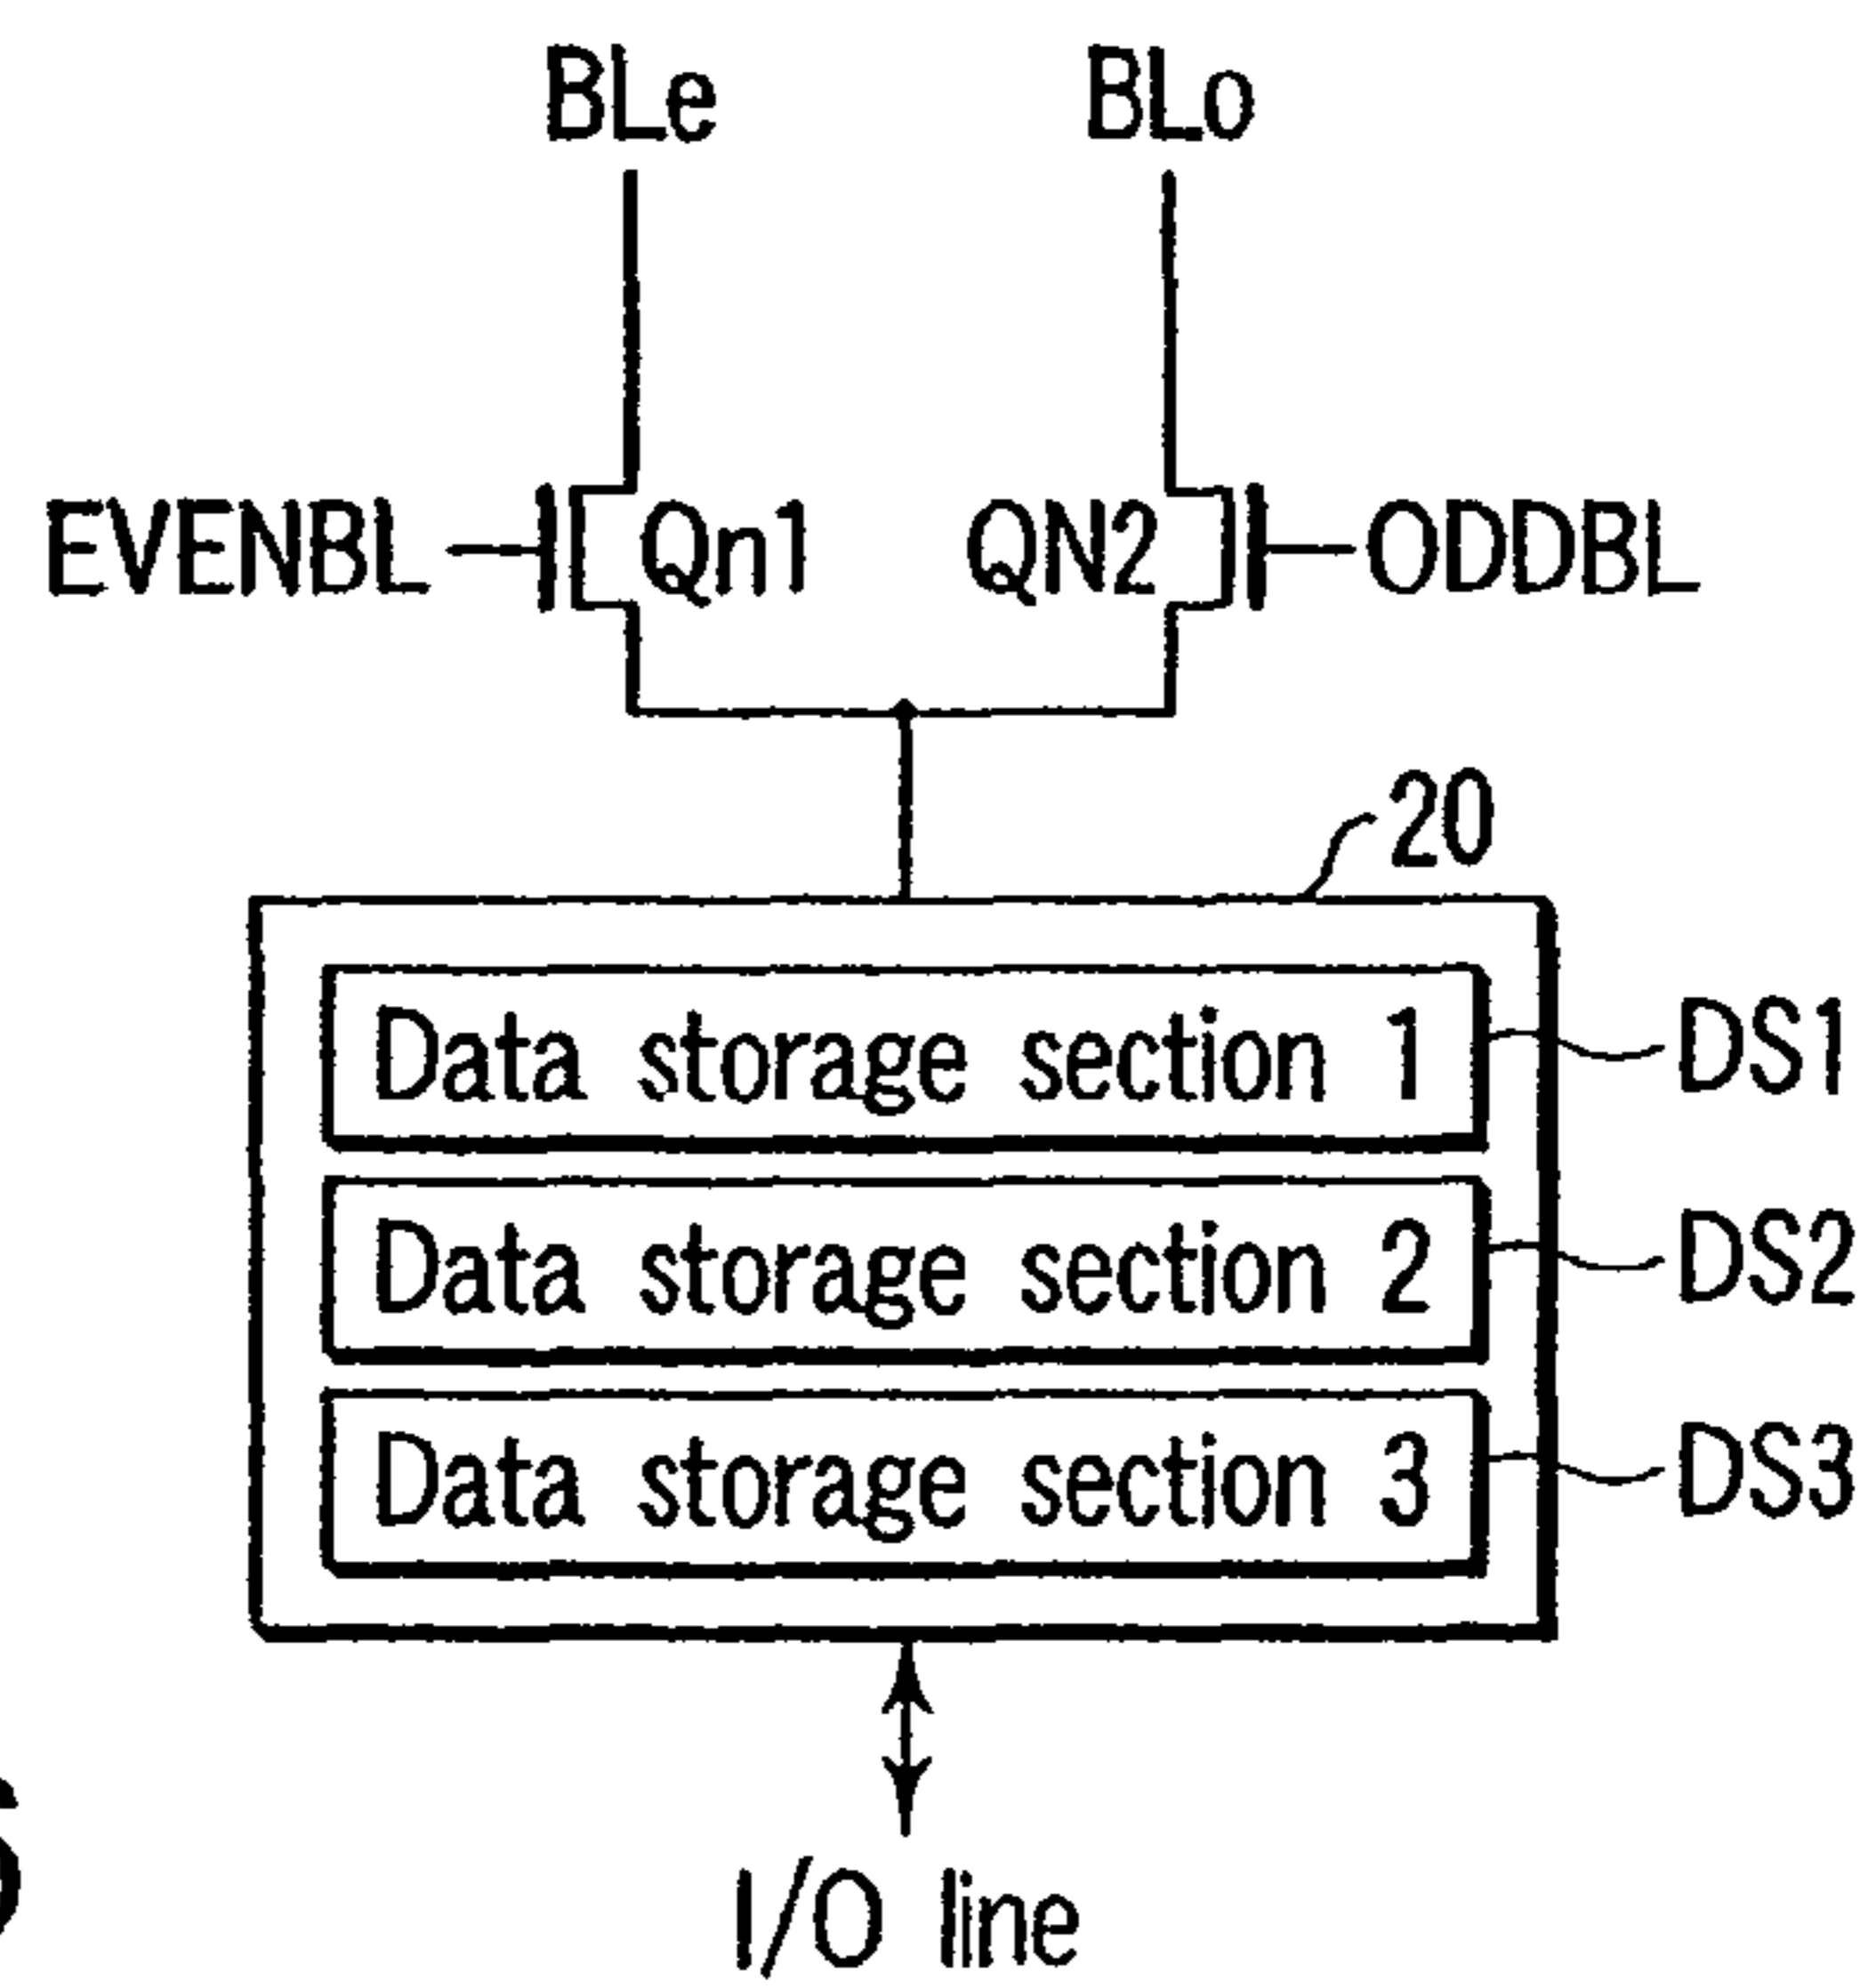 BLe BLo
EVENBL Qn1 QN2 ODDBL
20
Data storage section 1 DS1
Data storage section 2 DS2
Data storage section 3 DS3
I/O line